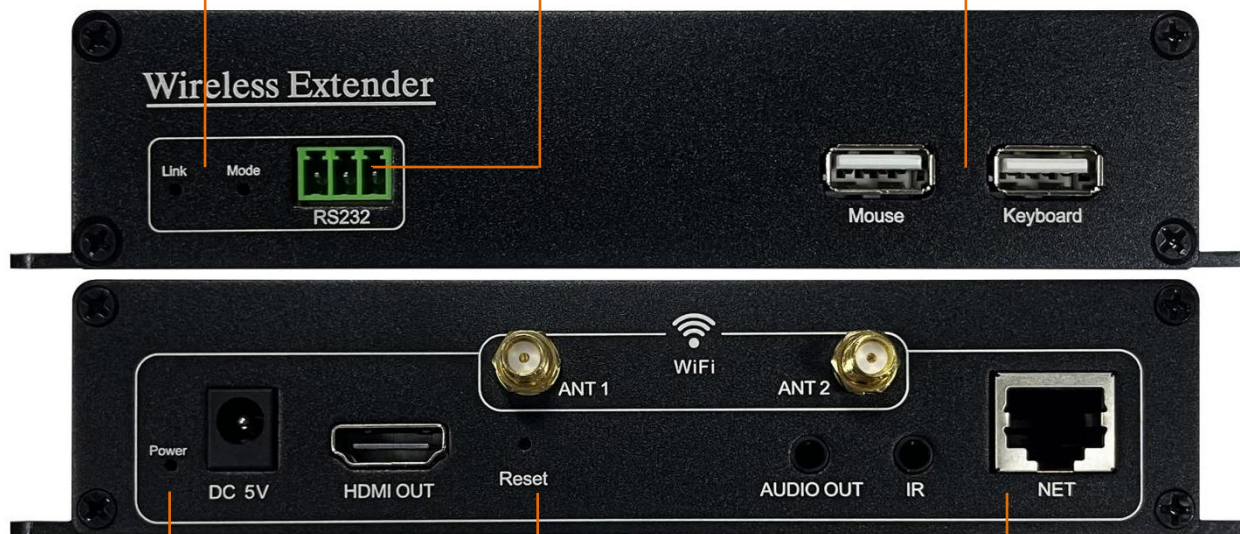 Wireless Extender
Link Mode
RS232
Mouse Keyboard
WiFi
ANT 1 ANT 2
Power
Reset
DC 5V HDMI OUT AUDIO OUT IR NET